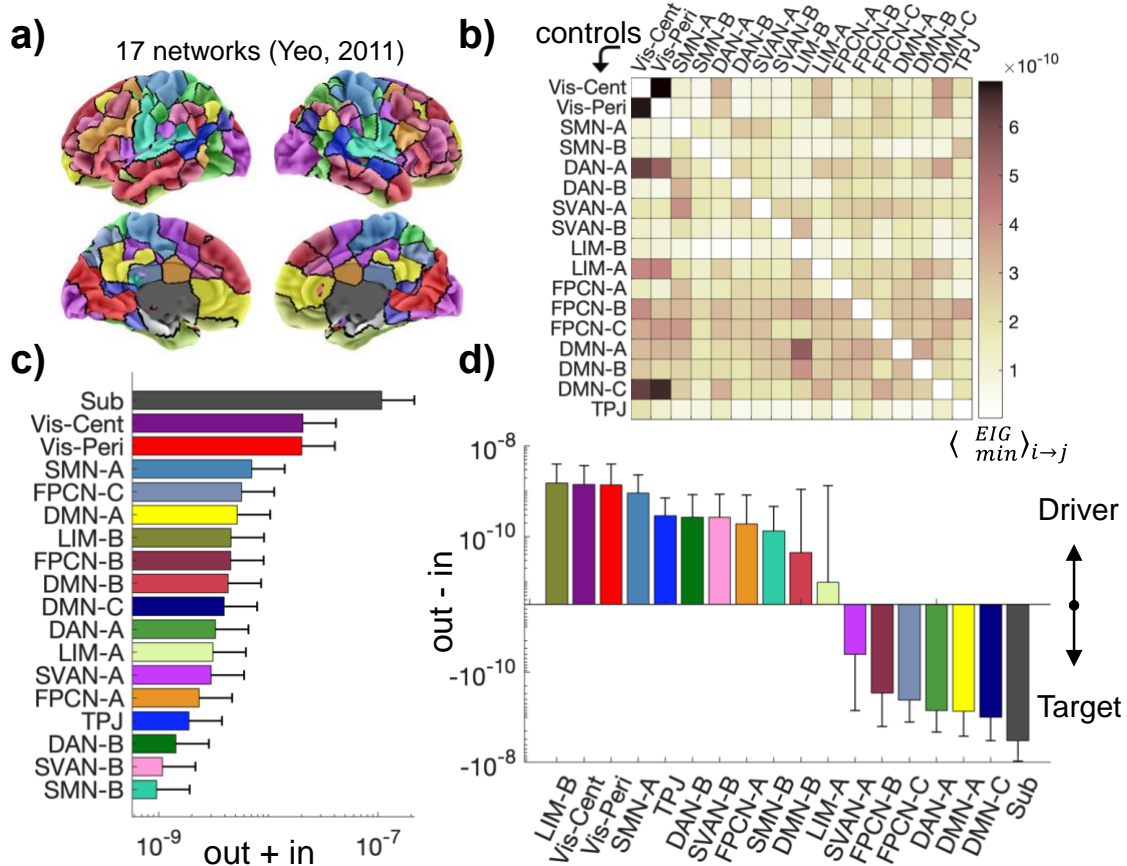 a)
17 networks (Yeo, 2011)
b)
controls
Vis-Cent
Vis-Peri
SMN-A
SMN-B
DAN-A
DAN-B
SVAN-A
SVAN-B
LIM-B
LIM-A
FPCN-A
FPCN-B
FPCN-C
DMN-A
DMN-B
DMN-C
TPJ
Vis-Cent
Vis-Peri
SMN-A
SMN-B
DAN-A
DAN-B
SVAN-A
SVAN-B
LIM-B
LIM-A
FPCN-A
FPCN-B
FPCN-C
DMN-A
DMN-B
DMN-C
TPJ
×10⁻¹⁰
6
5
4
3
2
1
⟨ EIG
min ⟩ i→j
c)
Sub
Vis-Cent
Vis-Peri
SMN-A
FPCN-C
DMN-A
LIM-B
FPCN-B
DMN-B
DMN-C
DAN-A
LIM-A
SVAN-A
FPCN-A
TPJ
DAN-B
SVAN-B
SMN-B
10⁻⁹
10⁻⁷
out + in
d)
10⁻⁸
10⁻¹⁰
-10⁻¹⁰
-10⁻⁸
out - in
Driver
Target
LIM-B
Vis-Cent
Vis-Peri
SMN-A
TPJ
DAN-B
SVAN-B
FPCN-A
SMN-B
DMN-B
LIM-A
SVAN-A
FPCN-B
FPCN-C
DAN-A
DMN-A
DMN-C
Sub